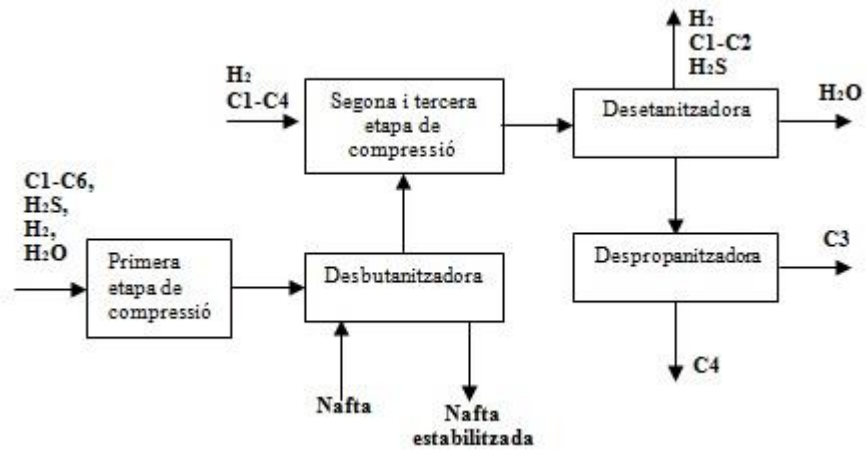 H2
C1-C2
H2S
H2
C1-C4
Segona i tercera
etapa de
compressió
Desetanitzadora
H2O
C1-C6,
H2S,
H2,
H2O
Primera
etapa de
compressió
Desbutanitzadora
Despropanitzadora
C3
C4
Nafta
Nafta
estabilitzada